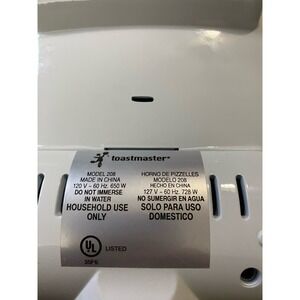 toastmaster®
MODEL 208
MADE IN CHINA
120 V ~ 60 Hz 650 W
DO NOT IMMERSE
IN WATER
HOUSEHOLD USE
ONLY
HORNO DE PIZZELLES
MODELO 208
HECHO EN CHINA
127 V ~ 60 Hz. 728 W
NO SUMERGIR EN AGUA
SOLO PARA USO
DOMESTICO
UL
LISTED